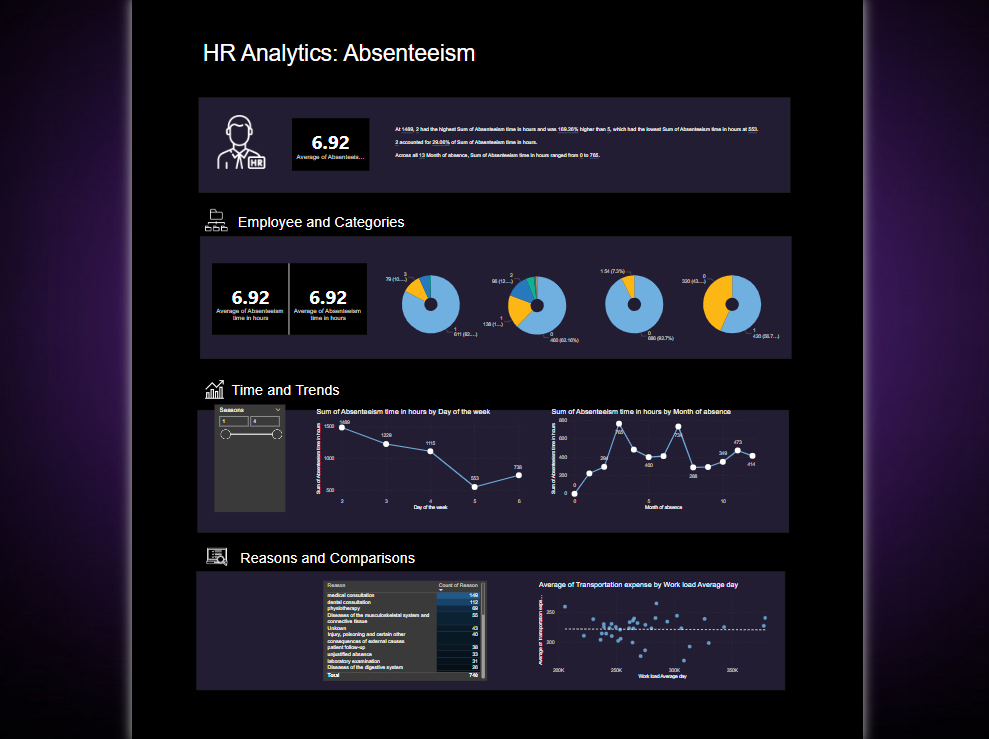 HR Analytics: Absenteeism
HR
6.92
Average of Absenteeis...
At 1489, 2 had the highest Sum of Absenteeism time in hours and was 169.26% higher than 5, which had the lowest Sum of Absenteeism time in hours at 553.
2 accounted for 29.06% of Sum of Absenteeism time in hours.
Across all 13 Month of absence, Sum of Absenteeism time in hours ranged from 0 to 765.
Employee and Categories
6.92
Average of Absenteeism
time in hours
6.92
Average of Absenteeism
time in hours
3
79 (10....)
1
611 (82....)
2
1
138 (1...)
0
460 (62.16%)
1 54 (7.3%)
0
686 (92.7%)
0
320 (43....)
1
420 (56.7...)
Time and Trends
Seasons
1
4
Sum of Absenteeism time in hours by Day of the week
Sum of Absenteeism time in hours
1500
1000
500
1489
1229
1115
553
738
2
3
4
5
6
Day of the week
Sum of Absenteeism time in hours by Month of absence
Sum of Absenteeism time in hours
800
600
400
200
0
0
765
400
268
349
473
414
0
5
10
Month of absence
Reasons and Comparisons
Reason
Count of Reason
medical consultation 149
dental consultation 112
physiotherapy 69
Diseases of the musculoskeletal system and 55
connective tissue
Unkown 43
Injury, poisoning and certain other 40
consequences of external causes
patient follow-up 38
unjustified absence 33
laboratory examination 31
Diseases of the digestive system 26
Total 740
Average of Transportation expense by Work load Average day
Average of Transportation expe...
250
200
200K
250K
300K
350K
Work load Average day